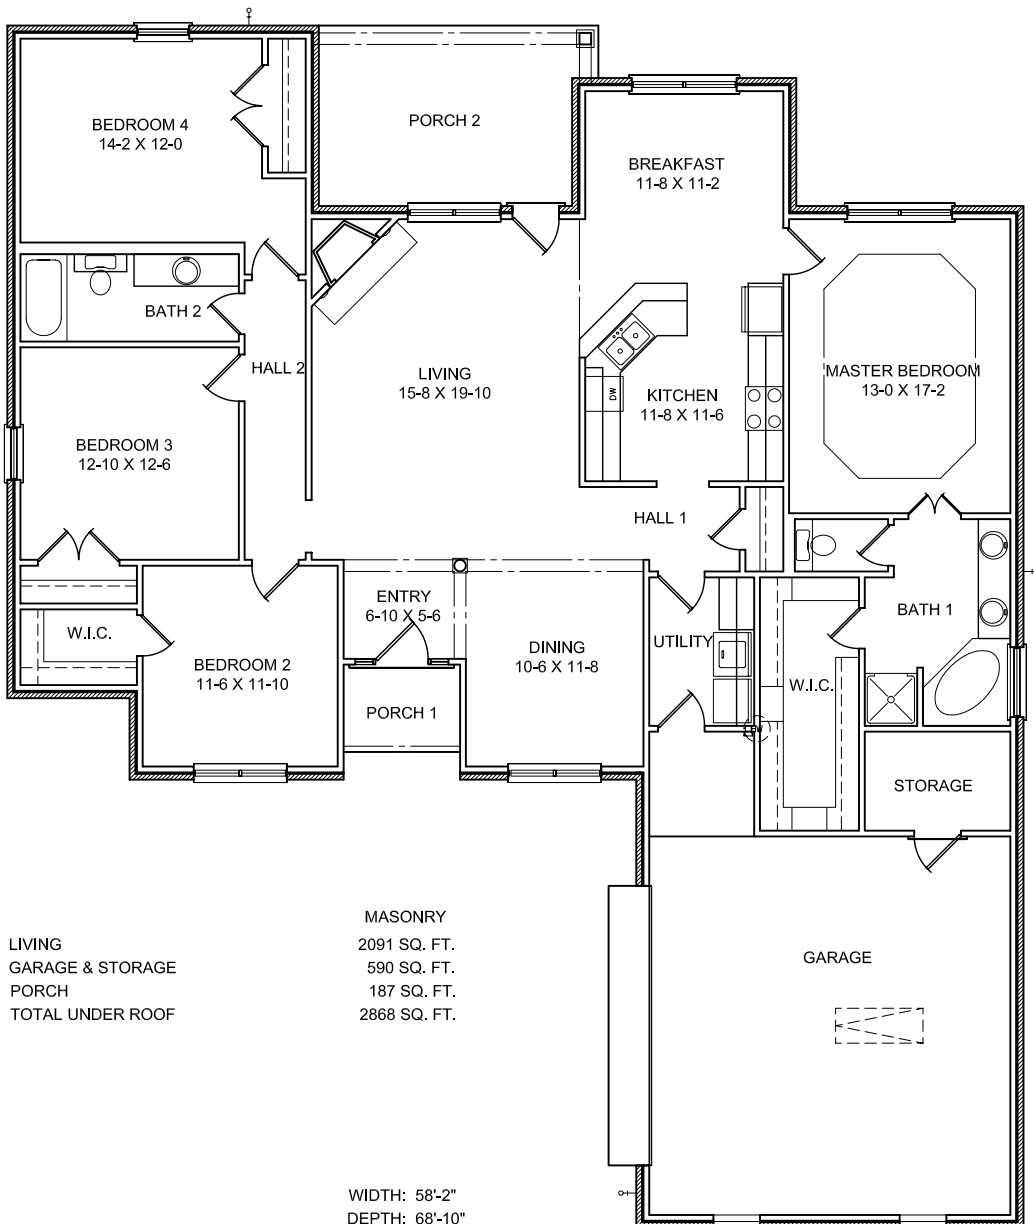 BEDROOM 4
14-2 X 12-0
PORCH 2
BREAKFAST
11-8 X 11-2
BATH 2
HALL 2
LIVING
15-8 X 19-10
DW
KITCHEN
11-8 X 11-6
MASTER BEDROOM
13-0 X 17-2
BEDROOM 3
12-10 X 12-6
HALL 1
W.I.C.
BEDROOM 2
11-6 X 11-10
ENTRY
6-10 X 5-6
PORCH 1
DINING
10-6 X 11-8
UTILITY
W.I.C.
BATH 1
STORAGE
GARAGE
MASONRY
LIVING 2091 SQ. FT.
GARAGE & STORAGE 590 SQ. FT.
PORCH 187 SQ. FT.
TOTAL UNDER ROOF 2868 SQ. FT.
WIDTH: 58'-2"
DEPTH: 68'-10"